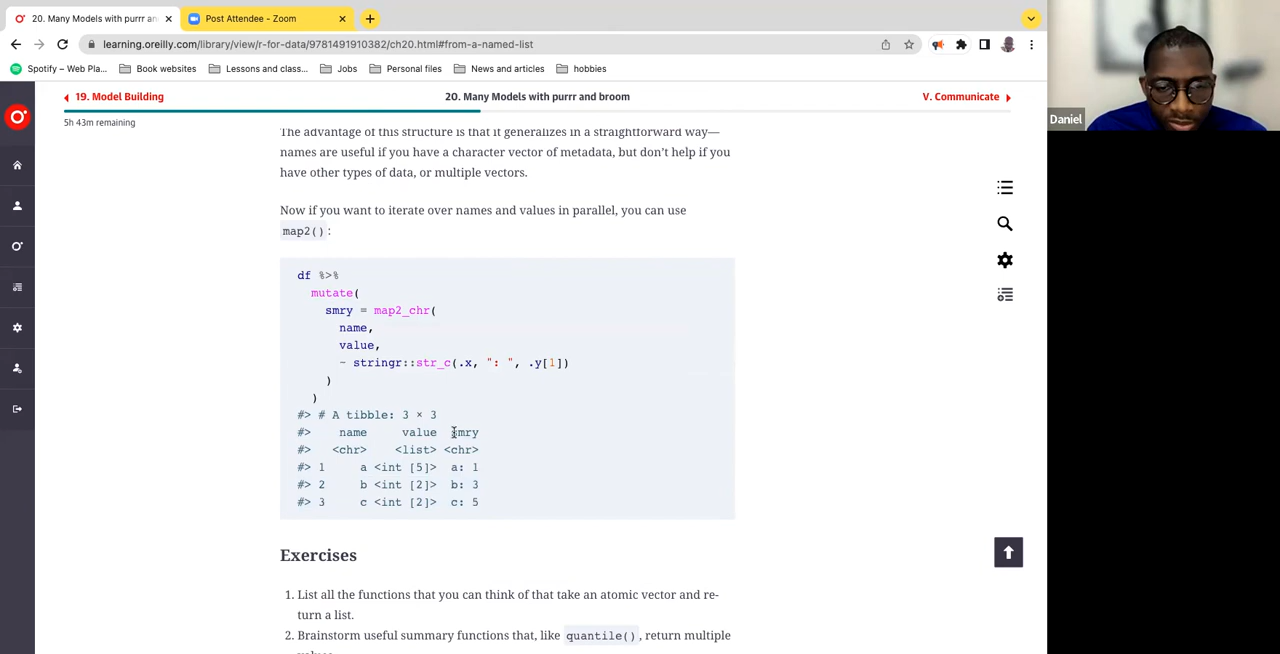 20. Many Models with purrr and
Post Attendee - Zoom
learning.oreilly.com/library/view/r-for-data/9781491910382/ch20.html#from-a-named-list
Spotify – Web Pla...
Book websites
Lessons and class...
Jobs
Personal files
News and articles
hobbies
19. Model Building
20. Many Models with purrr and broom
V. Communicate
5h 43m remaining
The advantage of this structure is that it generalizes in a straightforward way—
names are useful if you have a character vector of metadata, but don't help if you
have other types of data, or multiple vectors.
Now if you want to iterate over names and values in parallel, you can use
map2():
df %>%
mutate(
smry = map2_chr(
name,
value,
~ stringr::str_c(.x, ": ", .y[1])
)
)
#> # A tibble: 3 × 3
#> name value smry
#> <chr> <list> <chr>
#> 1 a <int [5]> a: 1
#> 2 b <int [2]> b: 3
#> 3 c <int [2]> c: 5
Exercises
1. List all the functions that you can think of that take an atomic vector and re-
turn a list.
2. Brainstorm useful summary functions that, like quantile(), return multiple
Daniel